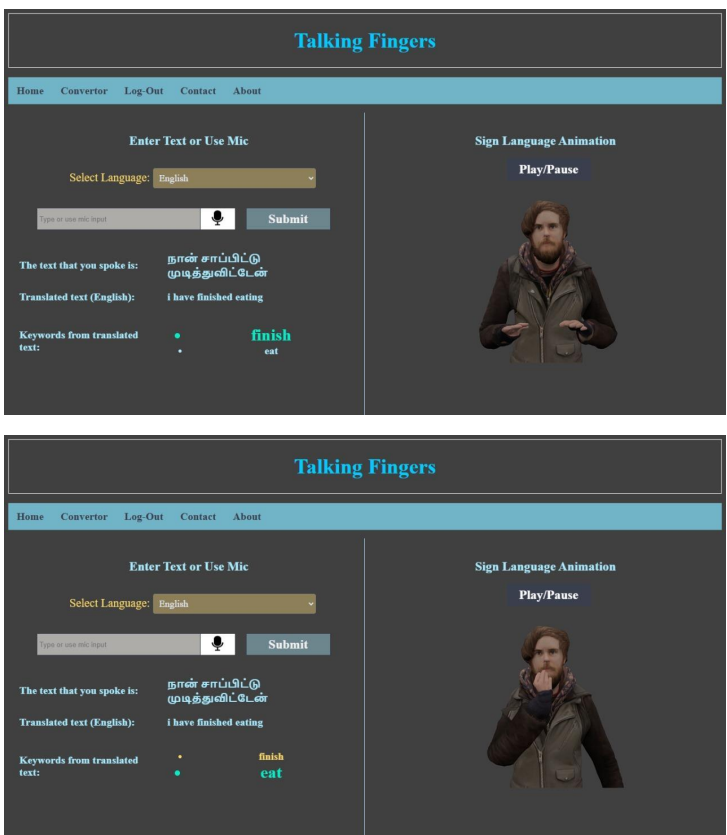 Talking Fingers
Home Convertor Log-Out Contact About
Enter Text or Use Mic
Select Language: English
Type or use mic input
Submit
The text that you spoke is:
நான் சாப்பிட்டு
முடித்துவிட்டேன்
Translated text (English): i have finished eating
Keywords from translated
text:
finish
eat
Sign Language Animation
Play/Pause
Talking Fingers
Home Convertor Log-Out Contact About
Enter Text or Use Mic
Select Language: English
Type or use mic input
Submit
The text that you spoke is:
நான் சாப்பிட்டு
முடித்துவிட்டேன்
Translated text (English): i have finished eating
Keywords from translated
text:
finish
eat
Sign Language Animation
Play/Pause